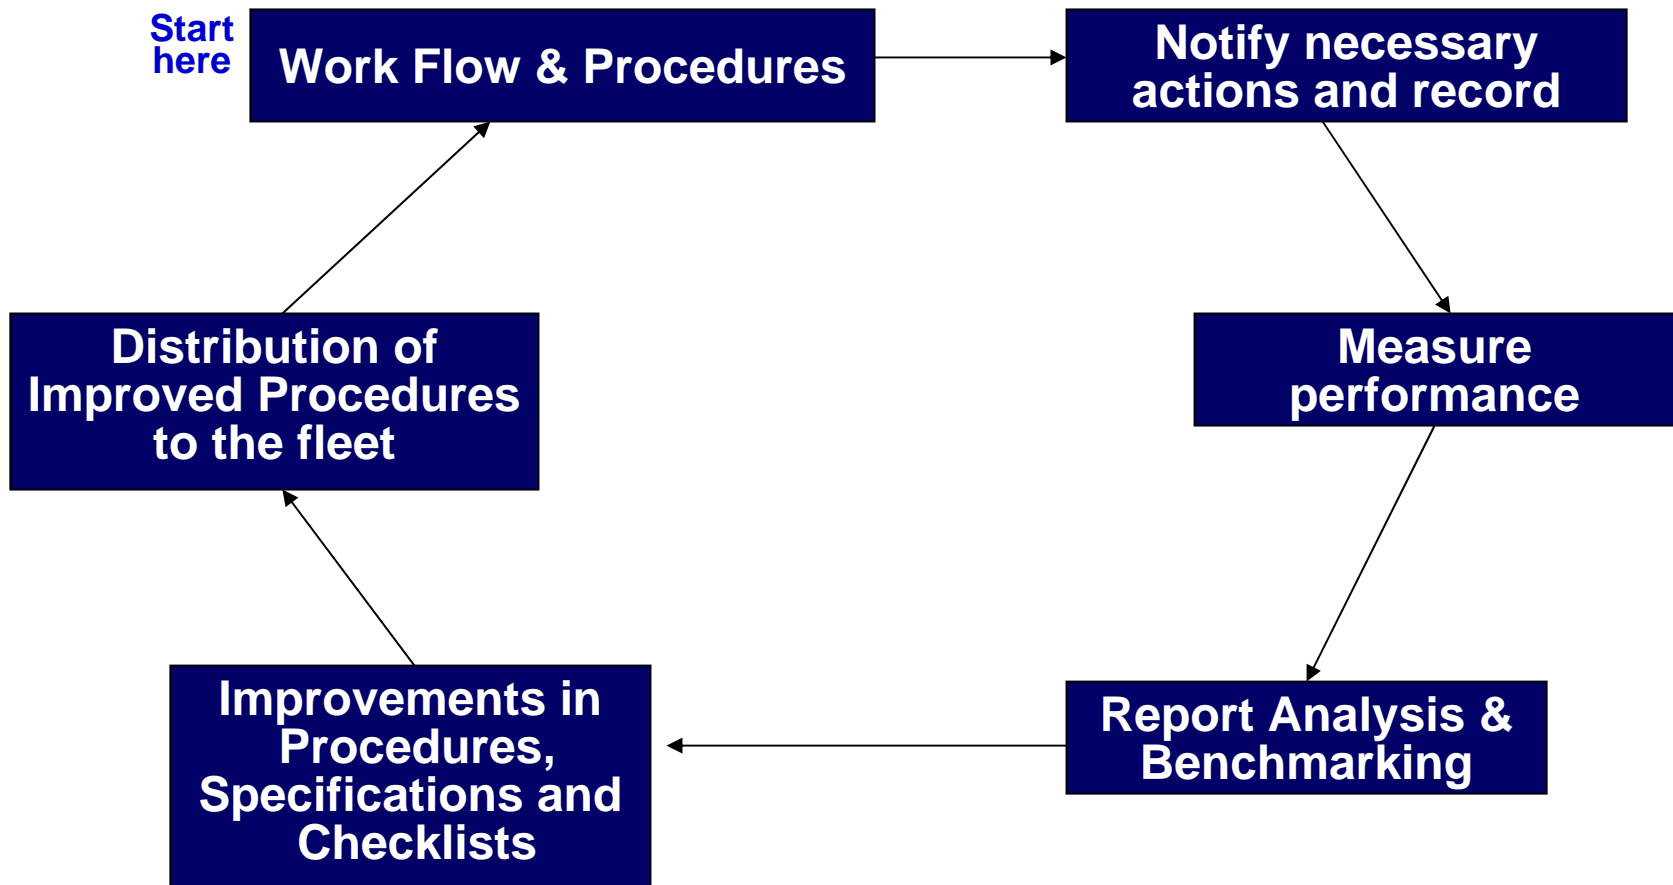 Start
here
Work Flow & Procedures
Notify necessary
actions and record
Measure
performance
Report Analysis &
Benchmarking
Improvements in
Procedures,
Specifications and
Checklists
Distribution of
Improved Procedures
to the fleet